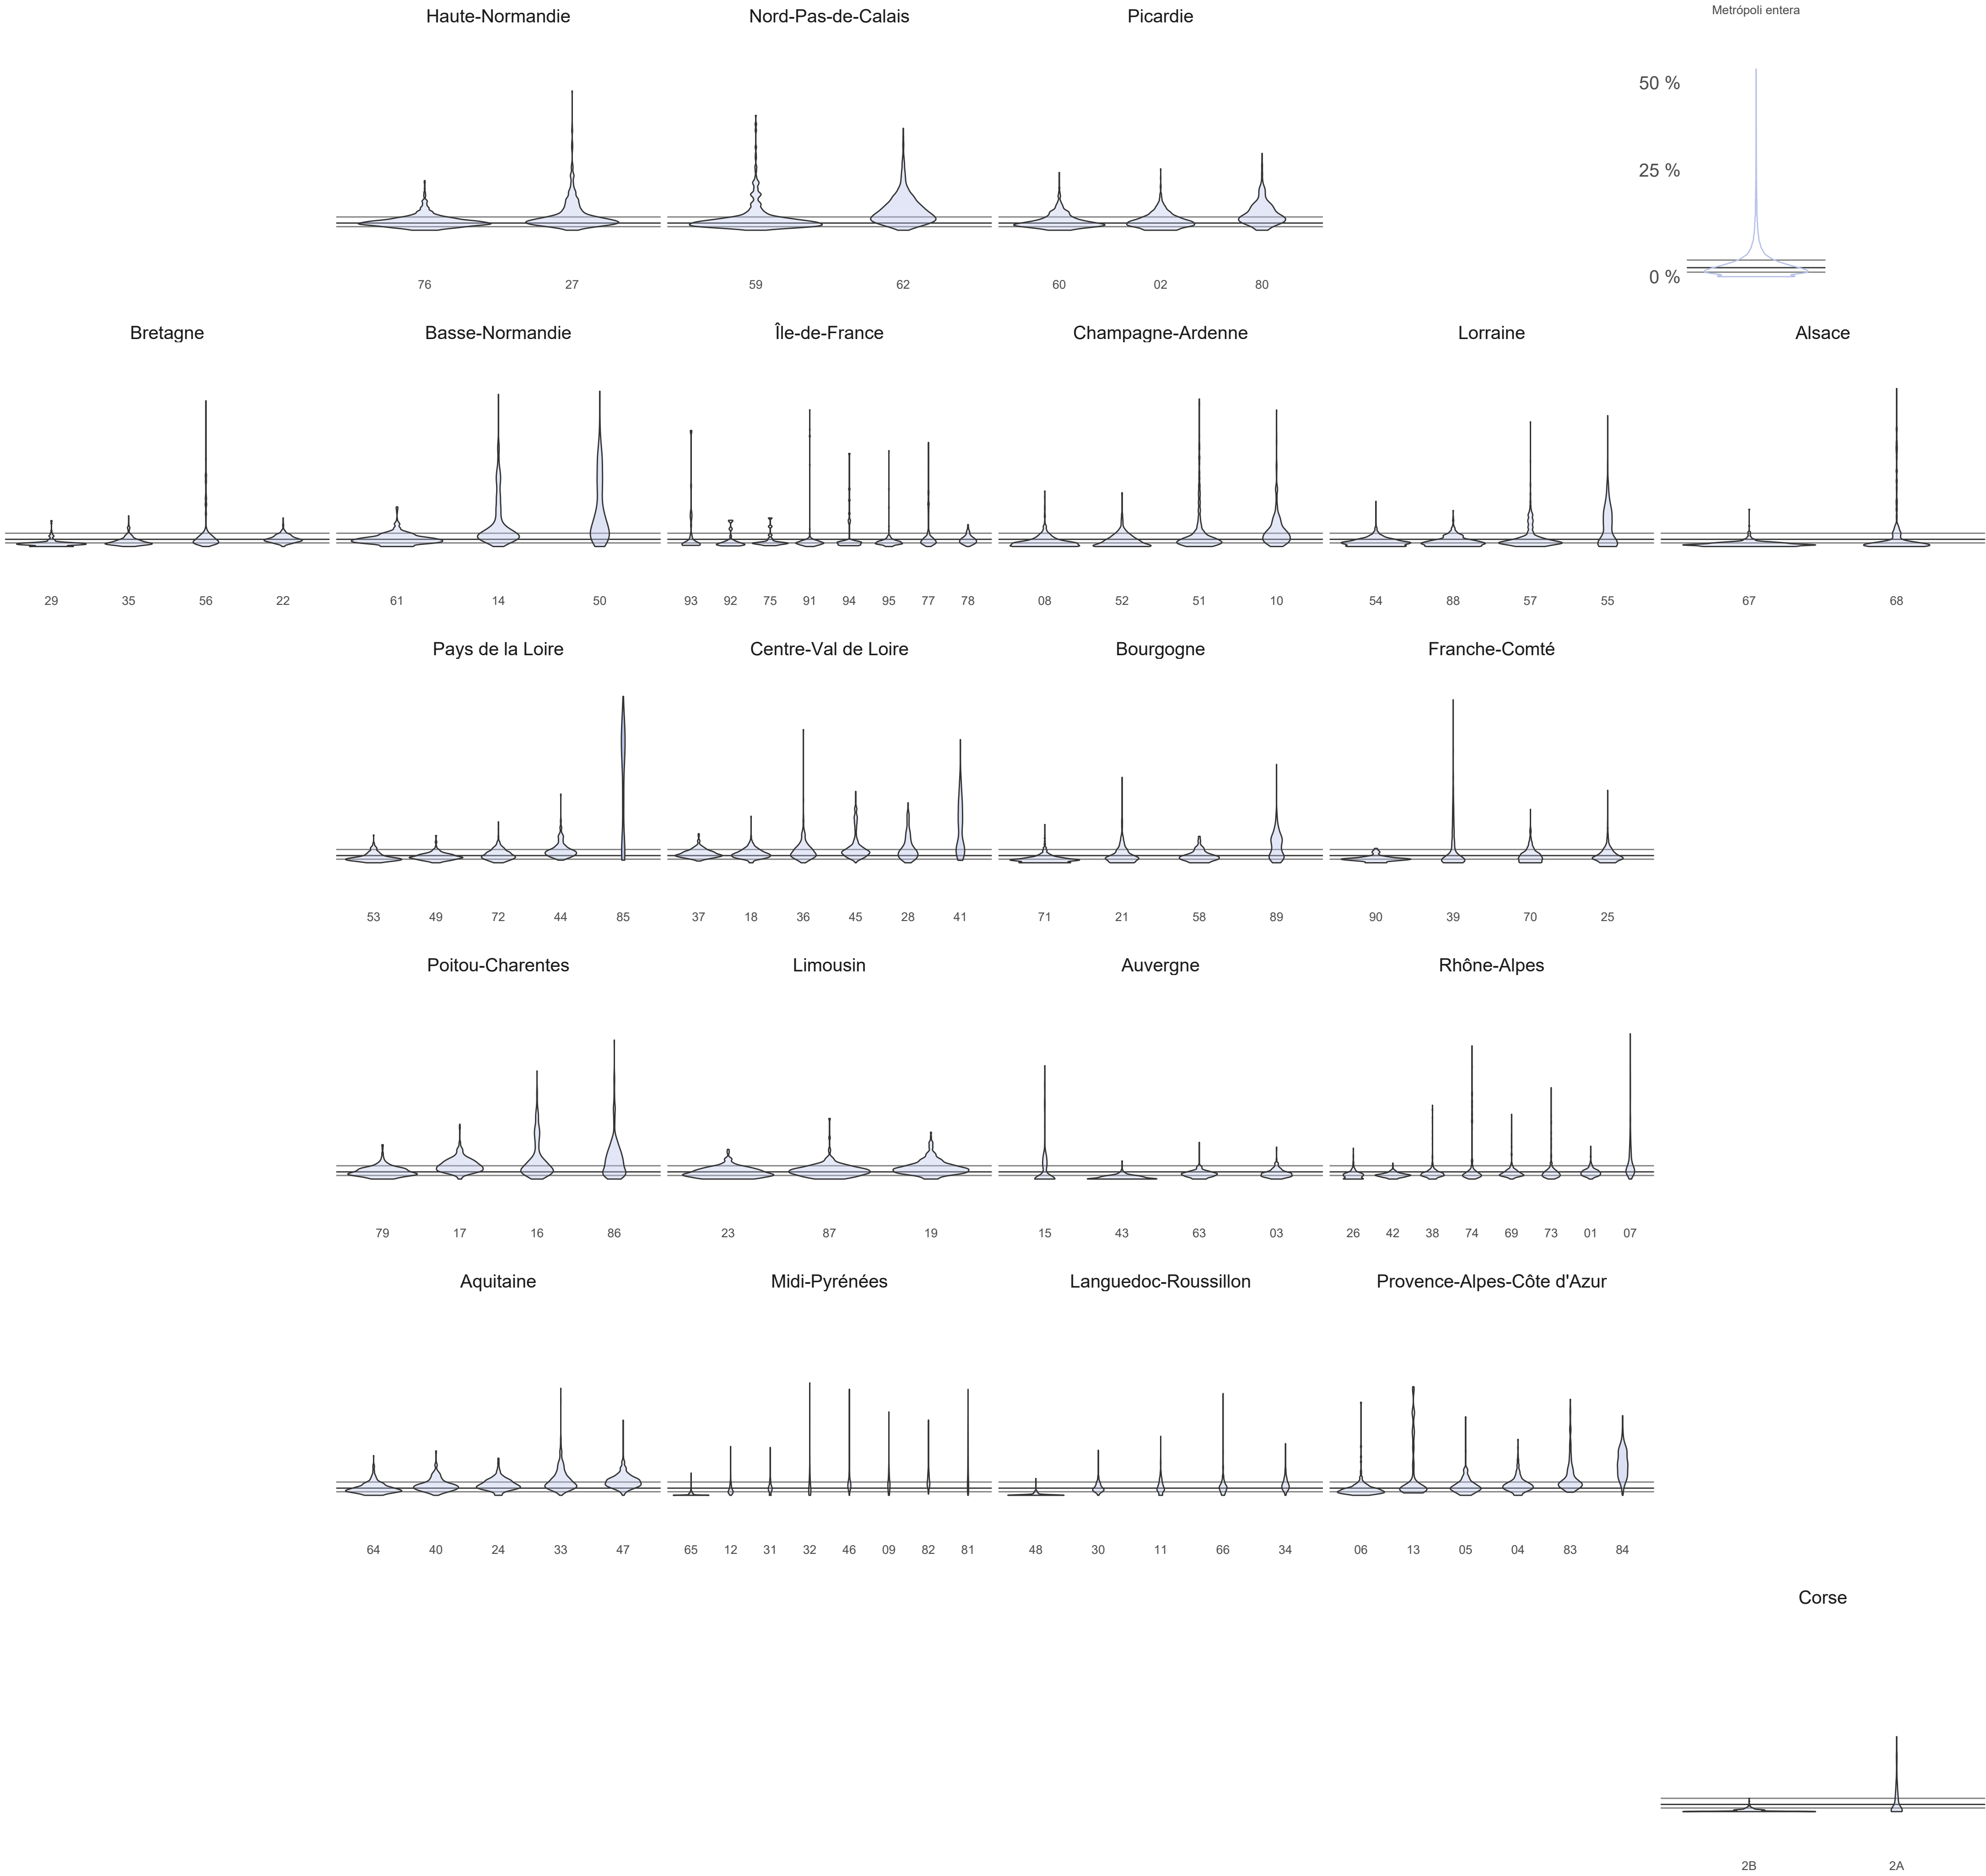 Haute-Normandie Nord-Pas-de-Calais Picardie Metrópoli entera
50 %
25 %
0 %
76 27 59 62 60 02 80
Bretagne Basse-Normandie Île-de-France Champagne-Ardenne Lorraine Alsace
29 35 56 22 61 14 50 93 92 75 91 94 95 77 78 08 52 51 10 54 88 57 55 67 68
Pays de la Loire Centre-Val de Loire Bourgogne Franche-Comté
53 49 72 44 85 37 18 36 45 28 41 71 21 58 89 90 39 70 25
Poitou-Charentes Limousin Auvergne Rhône-Alpes
79 17 16 86 23 87 19 15 43 63 03 26 42 38 74 69 73 01 07
Aquitaine Midi-Pyrénées Languedoc-Roussillon Provence-Alpes-Côte d'Azur
64 40 24 33 47 65 12 31 32 46 09 82 81 48 30 11 66 34 06 13 05 04 83 84
Corse
2B 2A